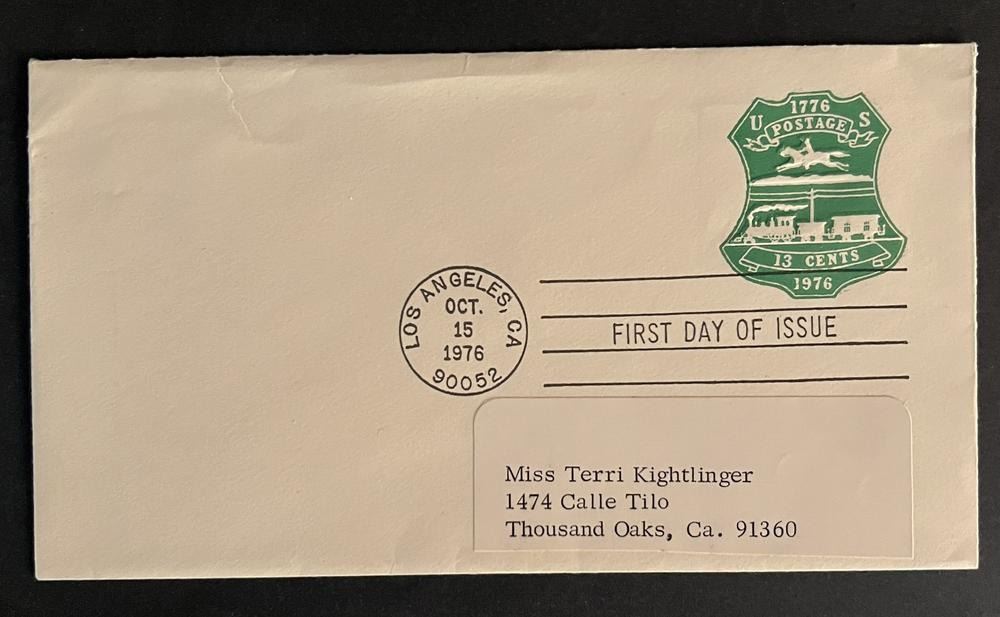 1776
U S
POSTAGE
13 CENTS
1976
LOS ANGELES, CA
OCT.
15
1976
90052
FIRST DAY OF ISSUE
Miss Terri Kightlinger
1474 Calle Tilo
Thousand Oaks, Ca. 91360